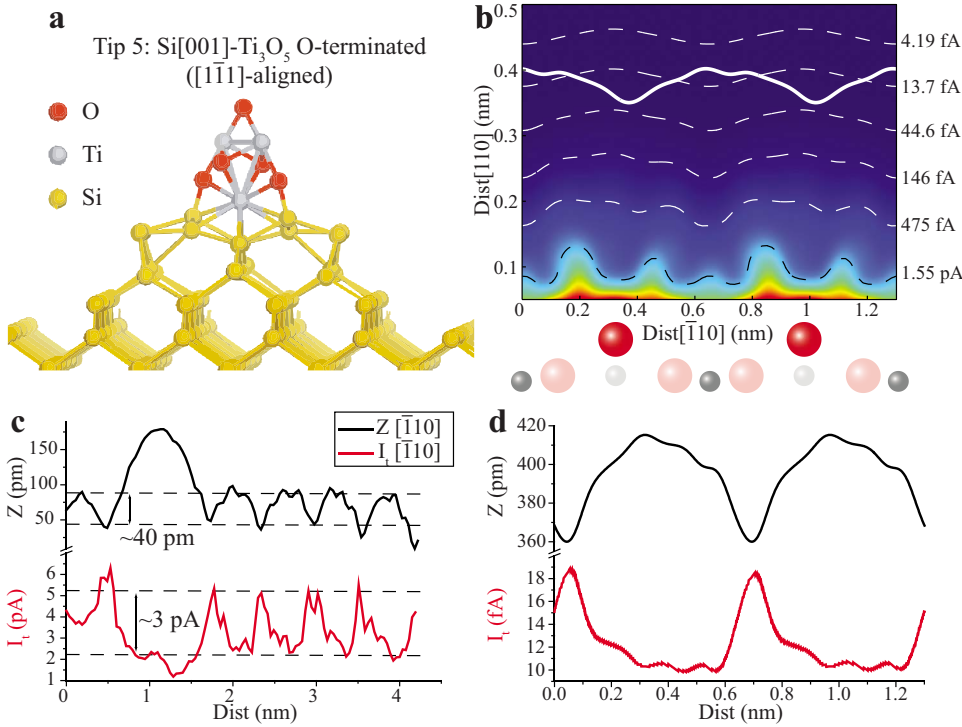 a
Tip 5: Si[001]-Ti₃O₅ O-terminated
([11̅1]-aligned)
O
Ti
Si
b
0.5
0.4
0.3
0.2
0.1
Dist[110] (nm)
4.19 fA
13.7 fA
44.6 fA
146 fA
475 fA
1.55 pA
0 0.2 0.4 0.6 0.8 1.0 1.2
Dist[1̅10] (nm)
c
Z [1̅10]
Iₜ [1̅10]
Z (pm)
150
100
50
~40 pm
Iₜ (pA)
6
5
4
3
2
1
~3 pA
0 1 2 3 4
Dist (nm)
d
Z (pm)
420
400
380
360
Iₜ (fA)
18
16
14
12
10
0.0 0.2 0.4 0.6 0.8 1.0 1.2
Dist (nm)